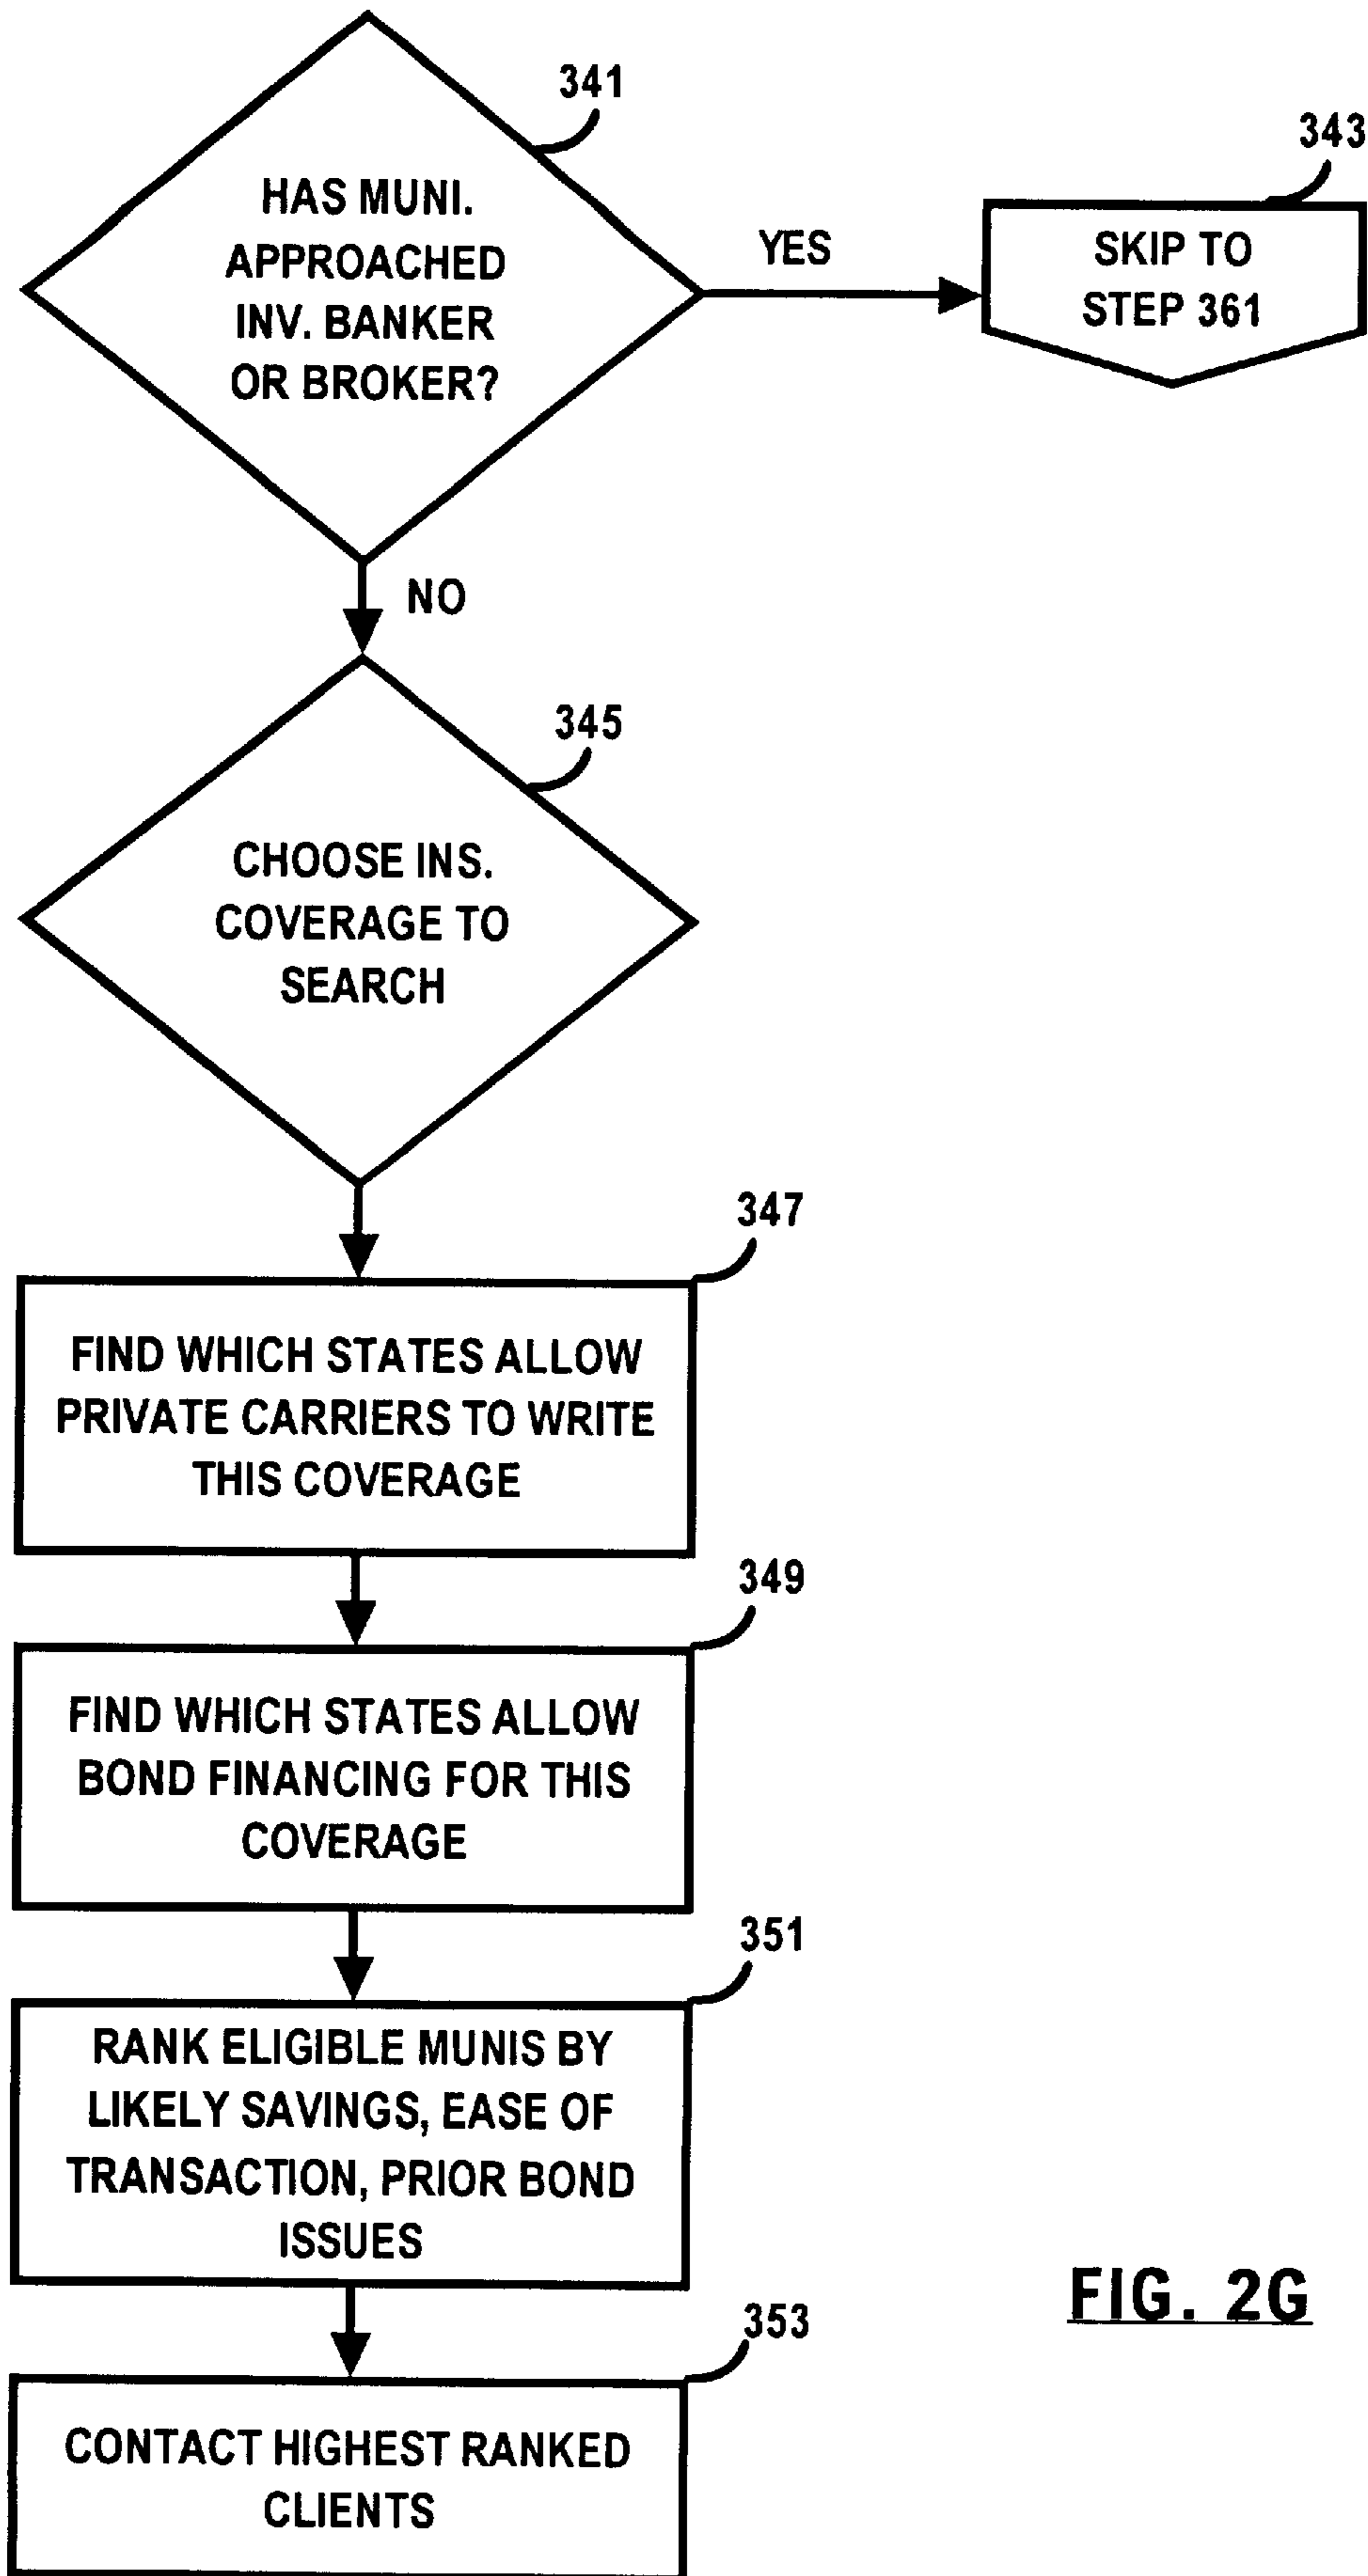 341
HAS MUNI.
APPROACHED
INV. BANKER
OR BROKER?
YES
343
SKIP TO
STEP 361
NO
345
CHOOSE INS.
COVERAGE TO
SEARCH
347
FIND WHICH STATES ALLOW
PRIVATE CARRIERS TO WRITE
THIS COVERAGE
349
FIND WHICH STATES ALLOW
BOND FINANCING FOR THIS
COVERAGE
351
RANK ELIGIBLE MUNIS BY
LIKELY SAVINGS, EASE OF
TRANSACTION, PRIOR BOND
ISSUES
353
CONTACT HIGHEST RANKED
CLIENTS
FIG. 2G